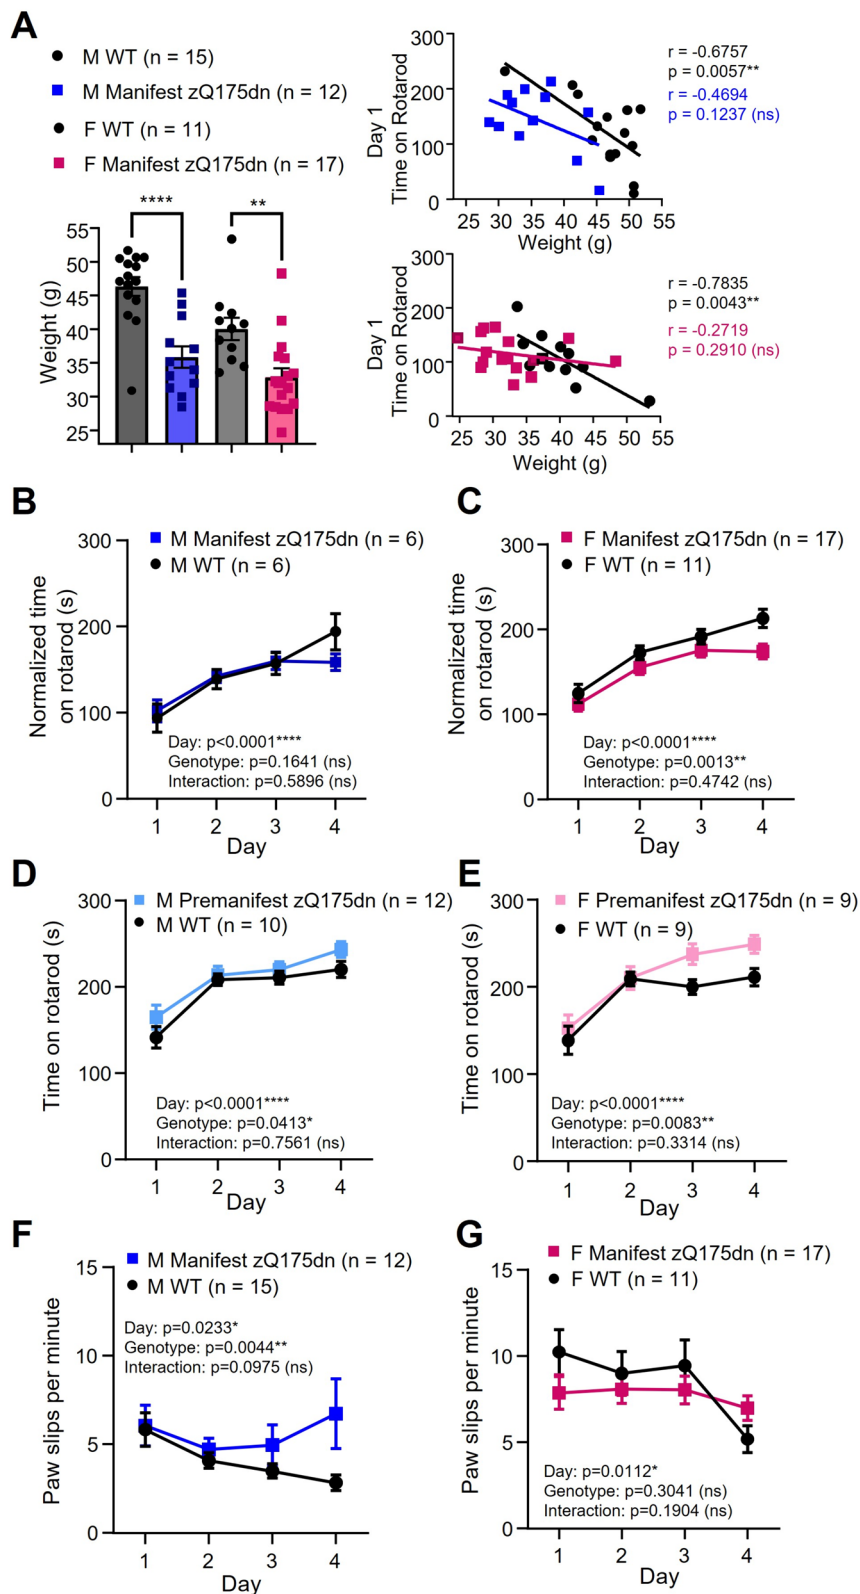 A
M WT (n = 15)
M Manifest zQ175dn (n = 12)
F WT (n = 11)
F Manifest zQ175dn (n = 17)
****
**
55
50
45
40
35
30
25
Weight (g)
300
200
100
0
Day 1
Time on Rotarod
25 30 35 40 45 50 55
Weight (g)
r = -0.6757
p = 0.0057**
r = -0.4694
p = 0.1237 (ns)
300
200
100
0
Day 1
Time on Rotarod
25 30 35 40 45 50 55
Weight (g)
r = -0.7835
p = 0.0043**
r = -0.2719
p = 0.2910 (ns)
B
M Manifest zQ175dn (n = 6)
M WT (n = 6)
300
200
100
0
Normalized time
on rotarod (s)
Day: p<0.0001****
Genotype: p=0.1641 (ns)
Interaction: p=0.5896 (ns)
1 2 3 4
Day
C
F Manifest zQ175dn (n = 17)
F WT (n = 11)
300
200
100
0
Normalized time
on rotarod (s)
Day: p<0.0001****
Genotype: p=0.0013**
Interaction: p=0.4742 (ns)
1 2 3 4
Day
D
M Premanifest zQ175dn (n = 12)
M WT (n = 10)
300
200
100
0
Time on rotarod (s)
Day: p<0.0001****
Genotype: p=0.0413*
Interaction: p=0.7561 (ns)
1 2 3 4
Day
E
F Premanifest zQ175dn (n = 9)
F WT (n = 9)
300
200
100
0
Time on rotarod (s)
Day: p<0.0001****
Genotype: p=0.0083**
Interaction: p=0.3314 (ns)
1 2 3 4
Day
F
M Manifest zQ175dn (n = 12)
M WT (n = 15)
15
10
5
0
Paw slips per minute
Day: p=0.0233*
Genotype: p=0.0044**
Interaction: p=0.0975 (ns)
1 2 3 4
Day
G
F Manifest zQ175dn (n = 17)
F WT (n = 11)
15
10
5
0
Paw slips per minute
Day: p=0.0112*
Genotype: p=0.3041 (ns)
Interaction: p=0.1904 (ns)
1 2 3 4
Day